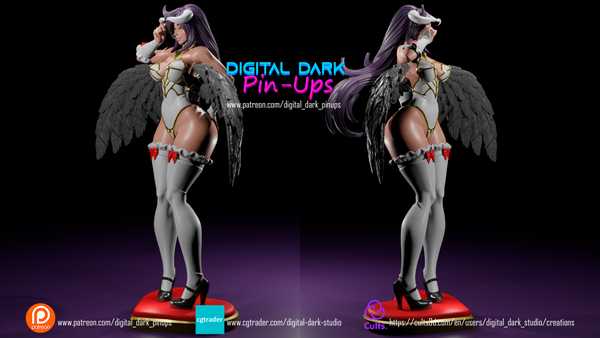 DIGITAL DARK
Pin-Ups
www.patreon.com/digital_dark_pinups
patreon
www.patreon.com/digital_dark_pinups
cgtrader
www.cgtrader.com/digital-dark-studio
Cults.
https://cults3d.com/en/users/digital_dark_studio/creations